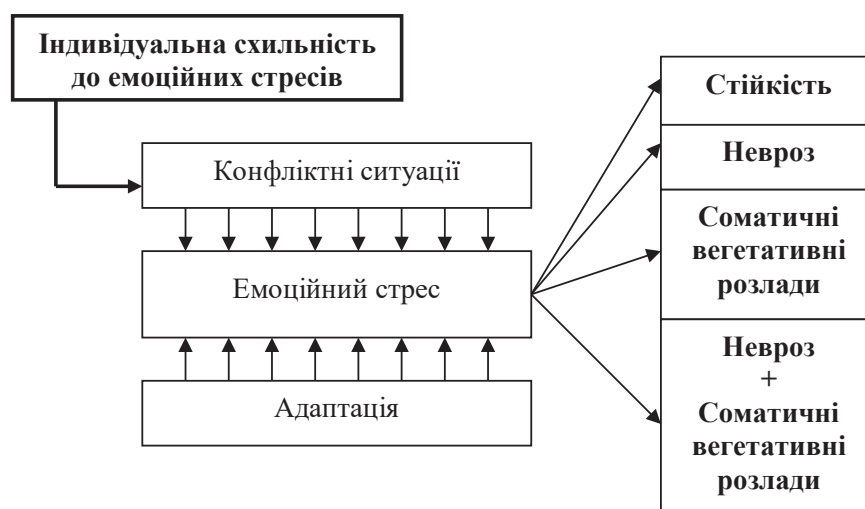 Індивідуальна схильність
до емоційних стресів
Конфліктні ситуації
Емоційний стрес
Адаптація
Стійкість
Невроз
Соматичні
вегетативні
розлади
Невроз
+
Соматичні
вегетативні
розлади